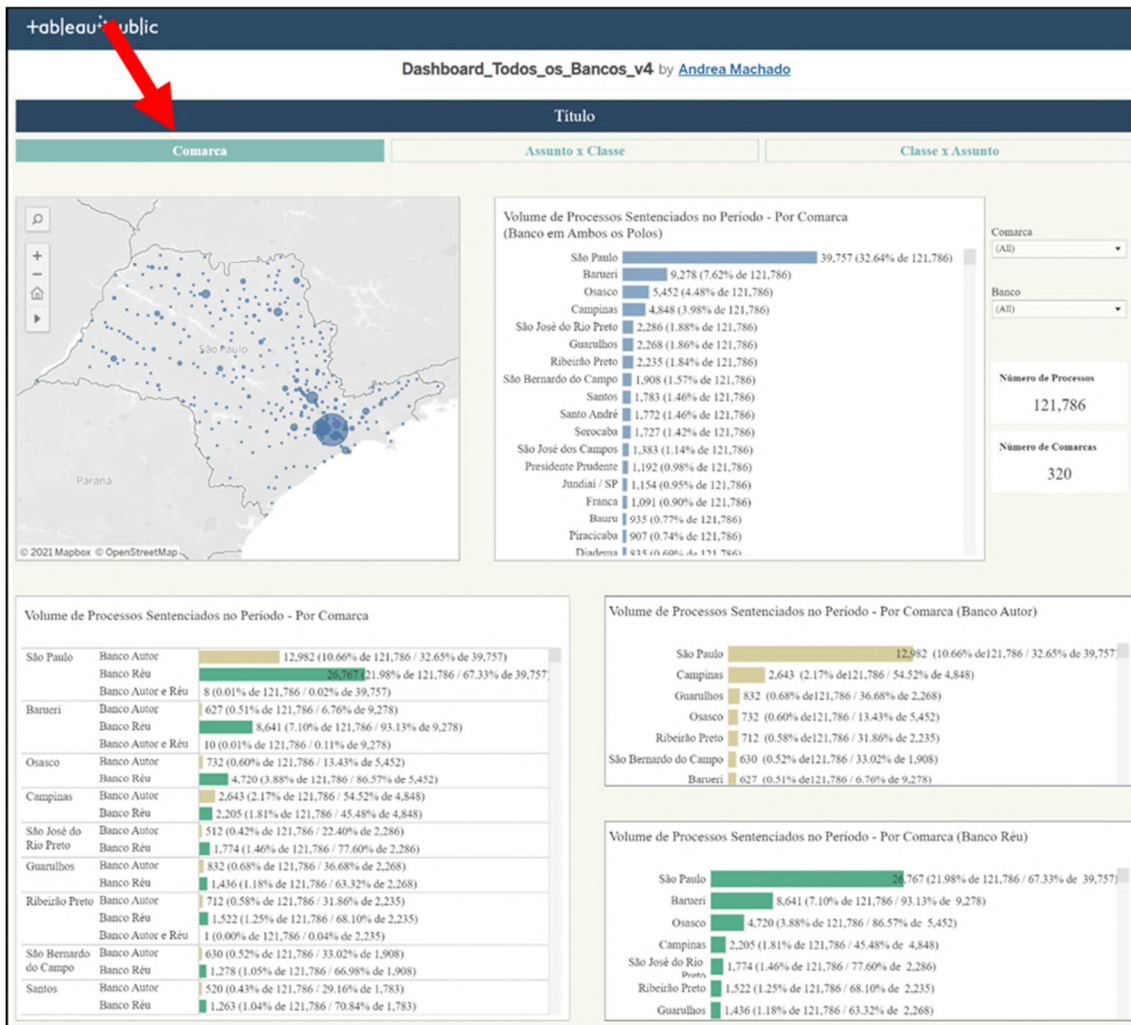 +ableau public
Dashboard_Todos_os_Bancos_v4 by Andrea Machado
Título
Comarca
Assunto x Classe
Classe x Assunto
São Paulo
Paraná
© 2021 Mapbox © OpenStreetMap
Volume de Processos Sentenciados no Período - Por Comarca
(Banco em Ambos os Polos)
São Paulo 39,757 (32.64% de 121,786)
Barueri 9,278 (7.62% de 121,786)
Osasco 5,452 (4.48% de 121,786)
Campinas 4,848 (3.98% de 121,786)
São José do Rio Preto 2,286 (1.88% de 121,786)
Guarulhos 2,268 (1.86% de 121,786)
Ribeirão Preto 2,235 (1.84% de 121,786)
São Bernardo do Campo 1,908 (1.57% de 121,786)
Santos 1,783 (1.46% de 121,786)
Santo André 1,772 (1.46% de 121,786)
Sorocaba 1,727 (1.42% de 121,786)
São José dos Campos 1,383 (1.14% de 121,786)
Presidente Prudente 1,192 (0.98% de 121,786)
Jundiaí / SP 1,154 (0.95% de 121,786)
Franca 1,091 (0.90% de 121,786)
Bauru 935 (0.77% de 121,786)
Piracicaba 907 (0.74% de 121,786)
Diadema 835 (0.69% de 121,786)
Comarca
(All)
Banco
(All)
Número de Processos
121,786
Número de Comarcas
320
Volume de Processos Sentenciados no Período - Por Comarca
São Paulo Banco Autor 12,982 (10.66% de 121,786 / 32.65% de 39,757)
Banco Réu 26,767 (21.98% de 121,786 / 67.33% de 39,757)
Banco Autor e Réu 8 (0.01% de 121,786 / 0.02% de 39,757)
Barueri Banco Autor 627 (0.51% de 121,786 / 6.76% de 9,278)
Banco Réu 8,641 (7.10% de 121,786 / 93.13% de 9,278)
Banco Autor e Réu 10 (0.01% de 121,786 / 0.11% de 9,278)
Osasco Banco Autor 732 (0.60% de 121,786 / 13.43% de 5,452)
Banco Réu 4,720 (3.88% de 121,786 / 86.57% de 5,452)
Campinas Banco Autor 2,643 (2.17% de 121,786 / 54.52% de 4,848)
Banco Réu 2,205 (1.81% de 121,786 / 45.48% de 4,848)
São José do Banco Autor 512 (0.42% de 121,786 / 22.40% de 2,286)
Rio Preto Banco Réu 1,774 (1.46% de 121,786 / 77.60% de 2,286)
Guarulhos Banco Autor 832 (0.68% de 121,786 / 36.68% de 2,268)
Banco Réu 1,436 (1.18% de 121,786 / 63.32% de 2,268)
Ribeirão Preto Banco Autor 712 (0.58% de 121,786 / 31.86% de 2,235)
Banco Réu 1,522 (1.25% de 121,786 / 68.10% de 2,235)
Banco Autor e Réu 1 (0.00% de 121,786 / 0.04% de 2,235)
São Bernardo Banco Autor 630 (0.52% de 121,786 / 33.02% de 1,908)
do Campo Banco Réu 1,278 (1.05% de 121,786 / 66.98% de 1,908)
Santos Banco Autor 520 (0.43% de 121,786 / 29.16% de 1,783)
Banco Réu 1,263 (1.04% de 121,786 / 70.84% de 1,783)
Volume de Processos Sentenciados no Período - Por Comarca (Banco Autor)
São Paulo 12,982 (10.66% de121,786 / 32.65% de 39,757)
Campinas 2,643 (2.17% de121,786 / 54.52% de 4,848)
Guarulhos 832 (0.68% de121,786 / 36.68% de 2,268)
Osasco 732 (0.60% de121,786 / 13.43% de 5,452)
Ribeirão Preto 712 (0.58% de121,786 / 31.86% de 2,235)
São Bernardo do Campo 630 (0.52% de121,786 / 33.02% de 1,908)
Barueri 627 (0.51% de121,786 / 6.76% de 9,278)
Volume de Processos Sentenciados no Período - Por Comarca (Banco Réu)
São Paulo 26,767 (21.98% de 121,786 / 67.33% de 39,757)
Barueri 8,641 (7.10% de 121,786 / 93.13% de 9,278)
Osasco 4,720 (3.88% de 121,786 / 86.57% de 5,452)
Campinas 2,205 (1.81% de 121,786 / 45.48% de 4,848)
São José do Rio Preto 1,774 (1.46% de 121,786 / 77.60% de 2,286)
Ribeirão Preto 1,522 (1.25% de 121,786 / 68.10% de 2,235)
Guarulhos 1,436 (1.18% de 121,786 / 63.32% de 2,268)